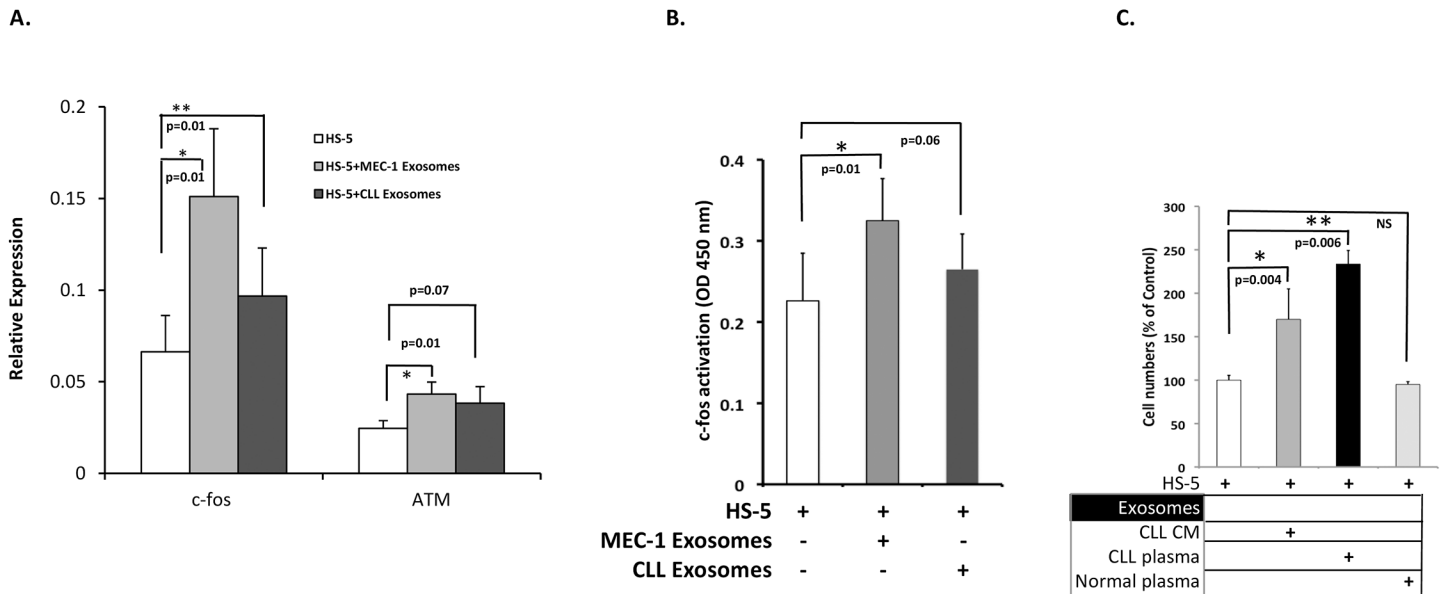 A.
B.
C.
0.2
0.15
0.1
0.05
0
Relative Expression
**
p=0.01
*
p=0.01
HS-5
HS-5+MEC-1 Exosomes
HS-5+CLL Exosomes
p=0.07
p=0.01
*
c-fos ATM
0.4
0.3
0.2
0.1
0
c-fos activation (OD 450 nm)
p=0.06
*
p=0.01
HS-5 + + +
MEC-1 Exosomes - + -
CLL Exosomes - - +
300
250
200
150
100
50
0
Cell numbers (% of Control)
NS
**
p=0.006
*
p=0.004
HS-5 + + + +
Exosomes
CLL CM +
CLL plasma +
Normal plasma +